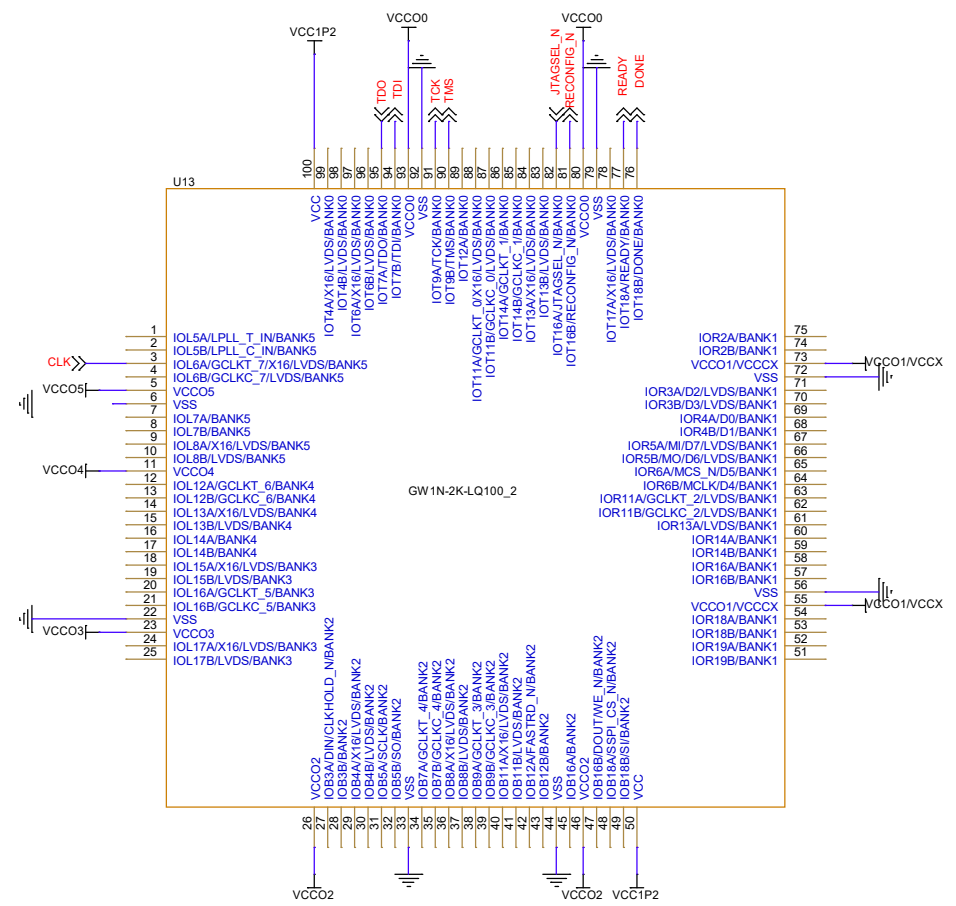 VCC1P2
VCCO0
VCCO0
TDO
TDI
TCK
TMS
JTAGSEL_N
RECONFIG_N
READY
DONE
100
99
98
97
96
95
94
93
92
91
90
89
88
87
86
85
84
83
82
81
80
79
78
77
76
U13
VCC
IOT4A/X16/LVDS/BANK0
IOT4B/LVDS/BANK0
IOT6A/X16/LVDS/BANK0
IOT6B/LVDS/BANK0
IOT7A/TDO/BANK0
IOT7B/TDI/BANK0
VCCO0
VSS
IOT9A/TCK/BANK0
IOT9B/TMS/BANK0
IOT12A/BANK0
IOT11A/GCLKT_0/X16/LVDS/BANK0
IOT11B/GCLKC_0/LVDS/BANK0
IOT14A/GCLKT_1/BANK0
IOT14B/GCLKC_1/BANK0
IOT13A/X16/LVDS/BANK0
IOT13B/LVDS/BANK0
IOT16A/JTAGSEL_N/BANK0
IOT16B/RECONFIG_N/BANK0
VCCO0
VSS
IOT17A/X16/LVDS/BANK0
IOT18A/READY/BANK0
IOT18B/DONE/BANK0
CLK
VCCO5
VCCO4
VCCO3
1 IOL5A/LPLL_T_IN/BANK5
2 IOL5B/LPLL_C_IN/BANK5
3 IOL6A/GCLKT_7/X16/LVDS/BANK5
4 IOL6B/GCLKC_7/LVDS/BANK5
5 VCCO5
6 VSS
7 IOL7A/BANK5
8 IOL7B/BANK5
9 IOL8A/X16/LVDS/BANK5
10 IOL8B/LVDS/BANK5
11 VCCO4
12 IOL12A/GCLKT_6/BANK4
13 IOL12B/GCLKC_6/BANK4
14 IOL13A/X16/LVDS/BANK4
15 IOL13B/LVDS/BANK4
16 IOL14A/BANK4
17 IOL14B/BANK4
18 IOL15A/X16/LVDS/BANK3
19 IOL15B/LVDS/BANK3
20 IOL16A/GCLKT_5/BANK3
21 IOL16B/GCLKC_5/BANK3
22 VSS
23 VCCO3
24 IOL17A/X16/LVDS/BANK3
25 IOL17B/LVDS/BANK3
GW1N-2K-LQ100_2
IOR2A/BANK1 75
IOR2B/BANK1 74
VCCO1/VCCCX 73
VSS 72
IOR3A/D2/LVDS/BANK1 71
IOR3B/D3/LVDS/BANK1 70
IOR4A/D0/BANK1 69
IOR4B/D1/BANK1 68
IOR5A/MI/D7/LVDS/BANK1 67
IOR5B/MO/D6/LVDS/BANK1 66
IOR6A/MCS_N/D5/BANK1 65
IOR6B/MCLK/D4/BANK1 64
IOR11A/GCLKT_2/LVDS/BANK1 63
IOR11B/GCLKC_2/LVDS/BANK1 62
IOR13A/LVDS/BANK1 61
IOR14A/BANK1 60
IOR14B/BANK1 59
IOR16A/BANK1 58
IOR16B/BANK1 57
VSS 56
VCCO1/VCCCX 55
IOR18A/BANK1 54
IOR18B/BANK1 53
IOR19A/BANK1 52
IOR19B/BANK1 51
VCCO1/VCCX
VCCO1/VCCX
VCCO2
IOB3A/DIN/CLKHOLD_N/BANK2
IOB3B/BANK2
IOB4A/X16/LVDS/BANK2
IOB4B/LVDS/BANK2
IOB5A/SCLK/BANK2
IOB5B/SO/BANK2
VSS
IOB7A/GCLKT_4/BANK2
IOB7B/GCLKC_4/BANK2
IOB8A/X16/LVDS/BANK2
IOB8B/LVDS/BANK2
IOB9A/GCLKT_3/BANK2
IOB9B/GCLKC_3/BANK2
IOB11A/X16/LVDS/BANK2
IOB11B/LVDS/BANK2
IOB12A/FASTRD_N/BANK2
IOB12B/BANK2
VSS
IOB16A/BANK2
VCCO2
IOB16B/DOUT/WE_N/BANK2
IOB18A/SSPI_CS_N/BANK2
IOB18B/SI/BANK2
VCC
26
27
28
29
30
31
32
33
34
35
36
37
38
39
40
41
42
43
44
45
46
47
48
49
50
VCCO2
VCCO2
VCC1P2